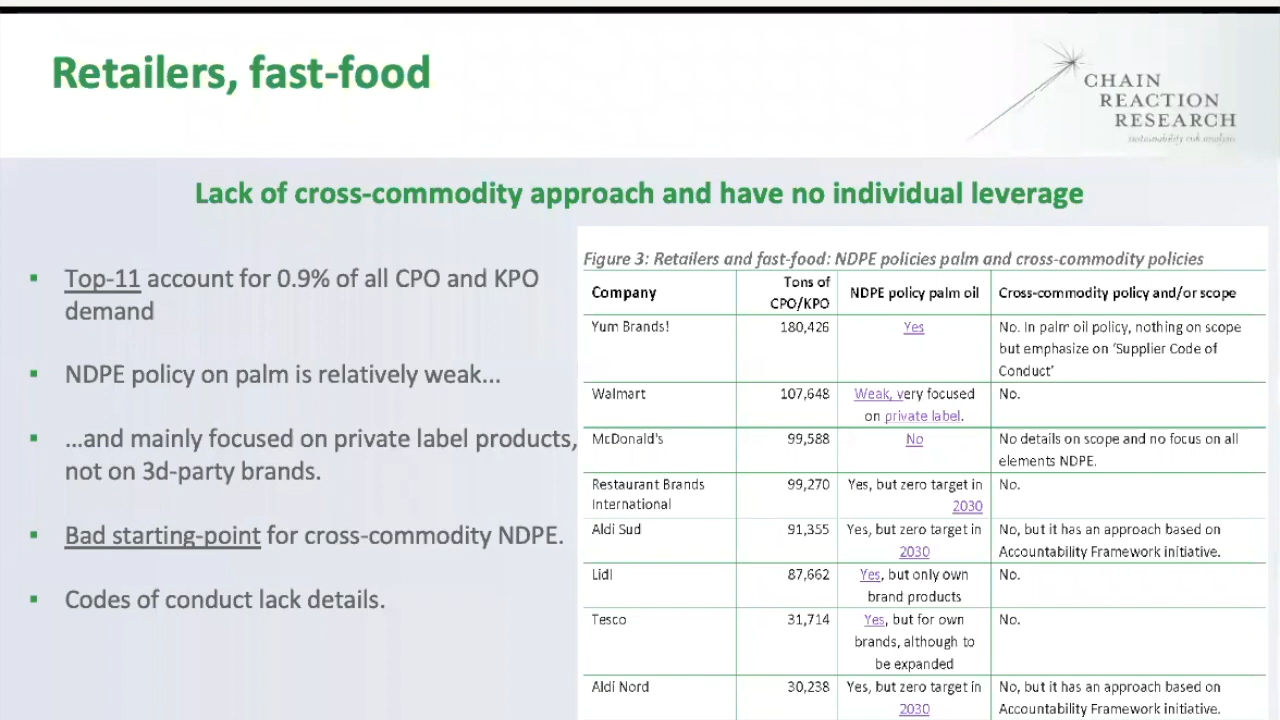 Retailers, fast-food
CHAIN
REACTION
RESEARCH
sustainability risk analysis
Lack of cross-commodity approach and have no individual leverage
▪ Top-11 account for 0.9% of all CPO and KPO
demand
▪ NDPE policy on palm is relatively weak...
▪ ...and mainly focused on private label products,
not on 3d-party brands.
▪ Bad starting-point for cross-commodity NDPE.
▪ Codes of conduct lack details.
Figure 3: Retailers and fast-food: NDPE policies palm and cross-commodity policies
Company Tons of CPO/KPO NDPE policy palm oil Cross-commodity policy and/or scope
Yum Brands! 180,426 Yes No. In palm oil policy, nothing on scope
but emphasize on ‘Supplier Code of
Conduct’
Walmart 107,648 Weak, very focused No.
on private label.
McDonald's 99,588 No No details on scope and no focus on all
elements NDPE.
Restaurant Brands 99,270 Yes, but zero target in No.
International 2030
Aldi Sud 91,355 Yes, but zero target in No, but it has an approach based on
2030 Accountability Framework initiative.
Lidl 87,662 Yes, but only own No.
brand products
Tesco 31,714 Yes, but for own No.
brands, although to
be expanded
Aldi Nord 30,238 Yes, but zero target in No, but it has an approach based on
2030 Accountability Framework initiative.